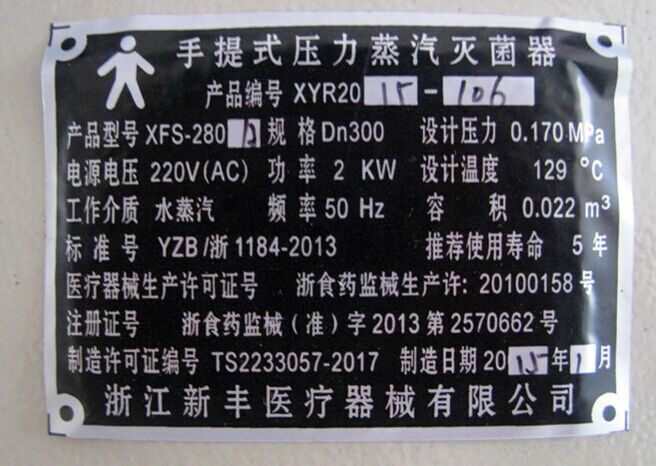 手提式压力蒸汽灭菌器
产品编号 XYR20 15 - 106
产品型号 XFS-280 A 规格 Dn300 设计压力 0.170 MPa
电源电压 220V(AC) 功率 2 KW 设计温度 129 °C
工作介质 水蒸汽 频率 50 Hz 容积 0.022 m³
标准号 YZB/浙 1184-2013 推荐使用寿命 5 年
医疗器械生产许可证号 浙食药监械生产许: 20100158 号
注册证号 浙食药监械(准)字 2013 第 2570662 号
制造许可证编号 TS2233057-2017 制造日期 20 15 年 1 月
浙江新丰医疗器械有限公司